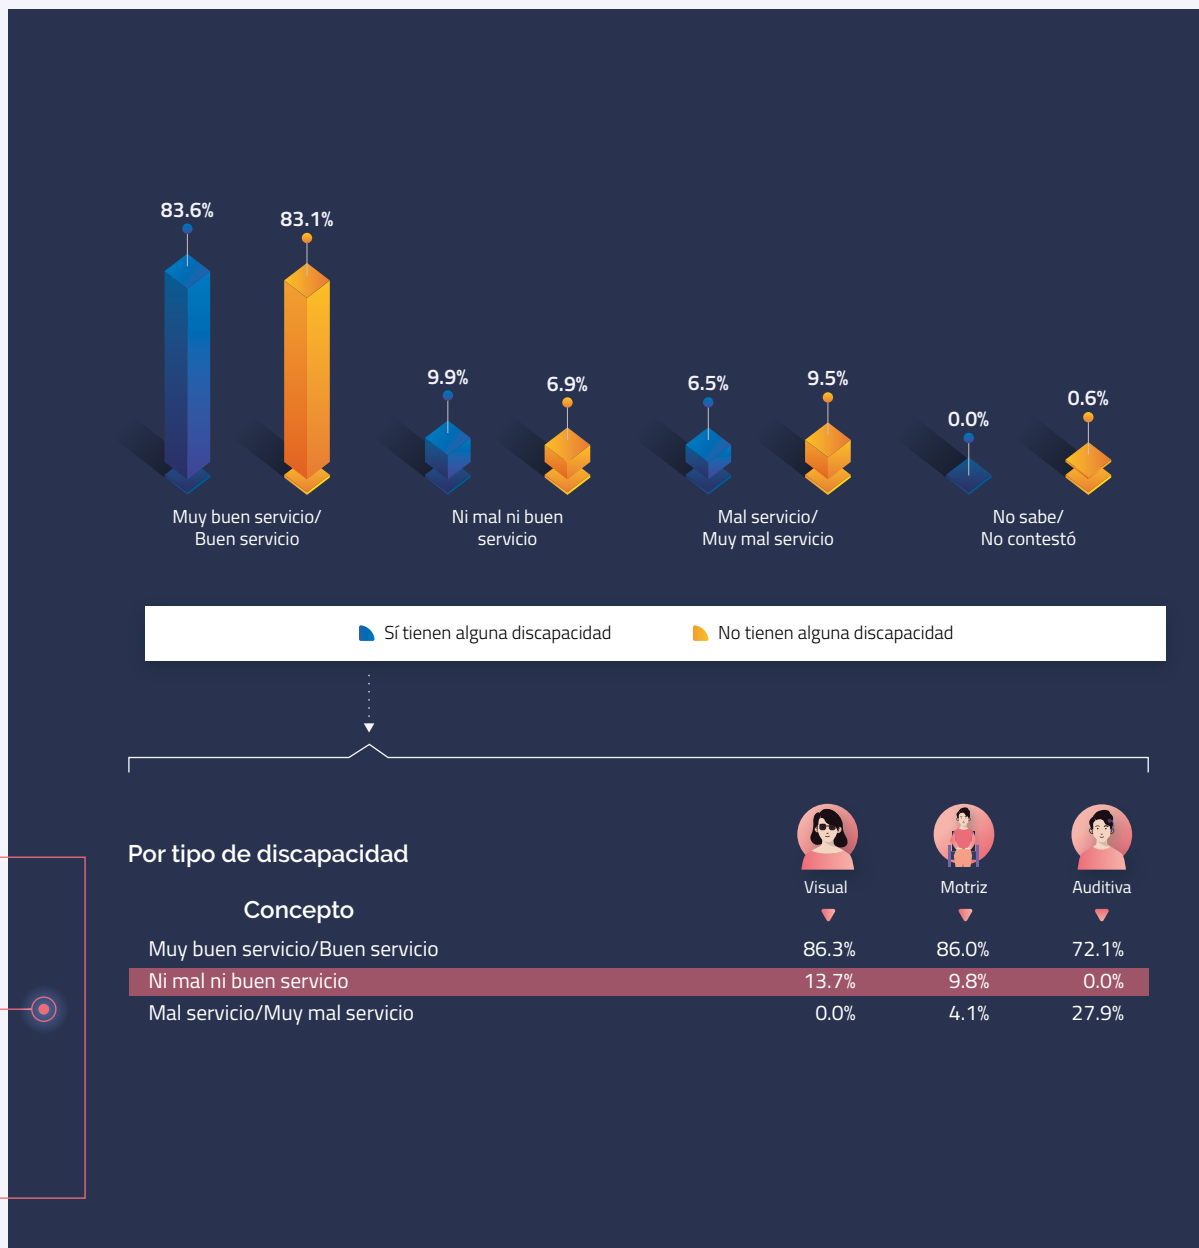 83.6%
83.1%
9.9%
6.9%
6.5%
9.5%
0.0%
0.6%
Muy buen servicio/
Buen servicio
Ni mal ni buen
servicio
Mal servicio/
Muy mal servicio
No sabe/
No contestó
Sí tienen alguna discapacidad
No tienen alguna discapacidad
Por tipo de discapacidad
Visual
Motriz
Auditiva
Concepto
Muy buen servicio/Buen servicio 86.3% 86.0% 72.1%
Ni mal ni buen servicio 13.7% 9.8% 0.0%
Mal servicio/Muy mal servicio 0.0% 4.1% 27.9%